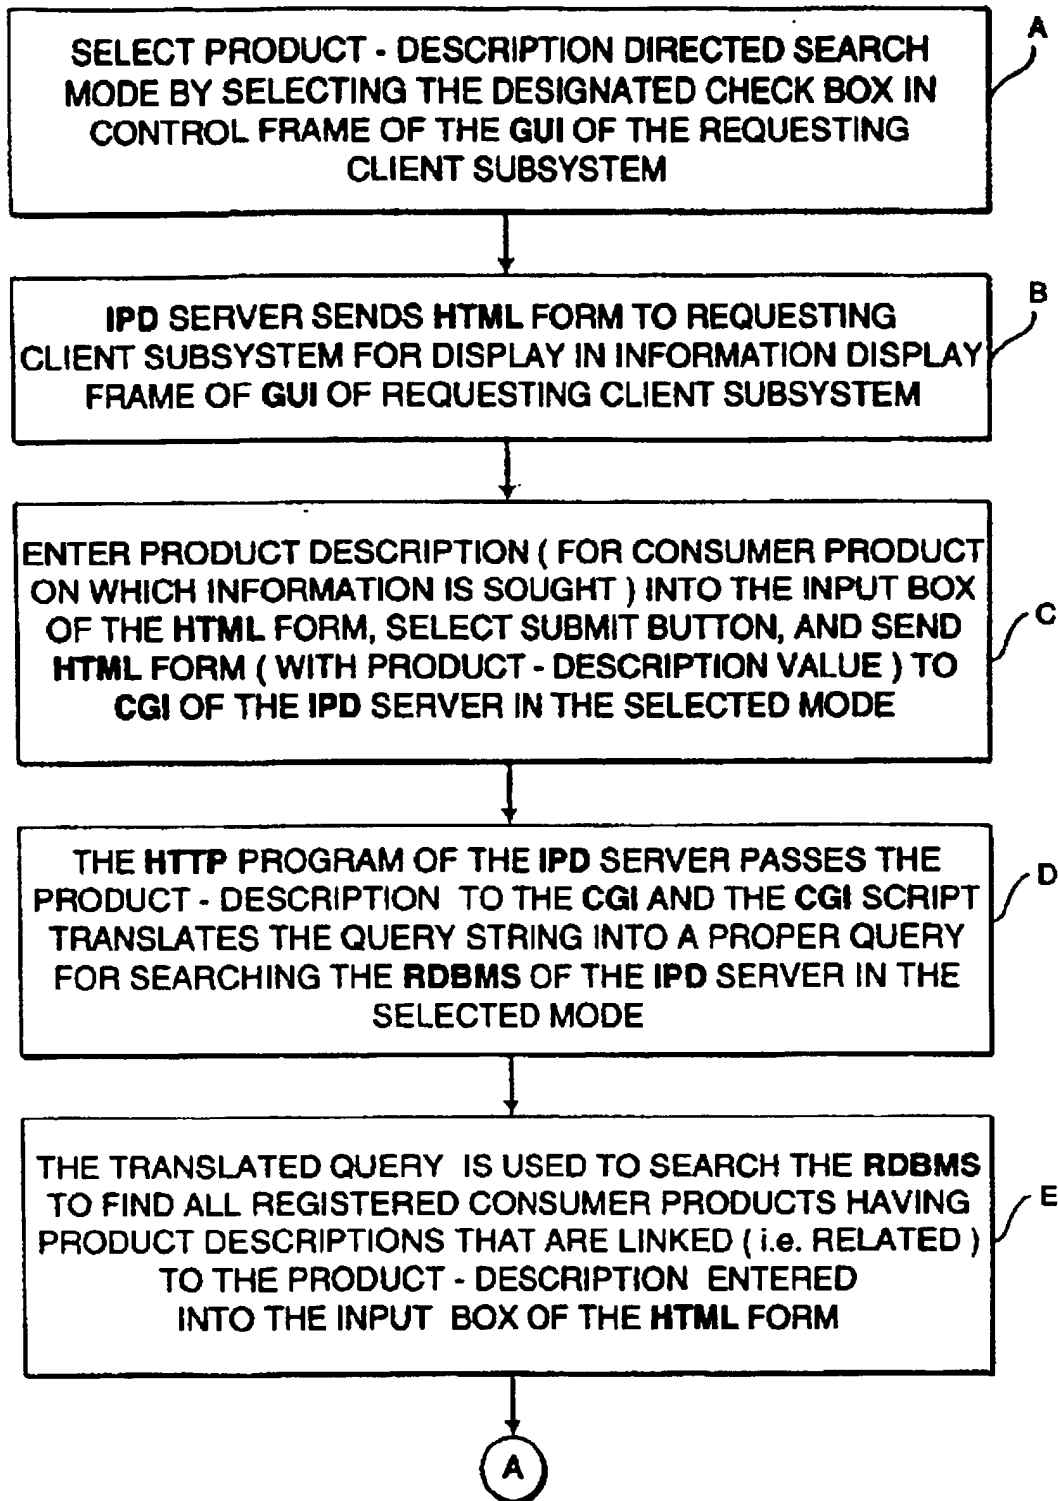 SELECT PRODUCT - DESCRIPTION DIRECTED SEARCH
MODE BY SELECTING THE DESIGNATED CHECK BOX IN
CONTROL FRAME OF THE GUI OF THE REQUESTING
CLIENT SUBSYSTEM
A
IPD SERVER SENDS HTML FORM TO REQUESTING
CLIENT SUBSYSTEM FOR DISPLAY IN INFORMATION DISPLAY
FRAME OF GUI OF REQUESTING CLIENT SUBSYSTEM
B
ENTER PRODUCT DESCRIPTION ( FOR CONSUMER PRODUCT
ON WHICH INFORMATION IS SOUGHT ) INTO THE INPUT BOX
OF THE HTML FORM, SELECT SUBMIT BUTTON, AND SEND
HTML FORM ( WITH PRODUCT - DESCRIPTION VALUE ) TO
CGI OF THE IPD SERVER IN THE SELECTED MODE
C
THE HTTP PROGRAM OF THE IPD SERVER PASSES THE
PRODUCT - DESCRIPTION TO THE CGI AND THE CGI SCRIPT
TRANSLATES THE QUERY STRING INTO A PROPER QUERY
FOR SEARCHING THE RDBMS OF THE IPD SERVER IN THE
SELECTED MODE
D
THE TRANSLATED QUERY IS USED TO SEARCH THE RDBMS
TO FIND ALL REGISTERED CONSUMER PRODUCTS HAVING
PRODUCT DESCRIPTIONS THAT ARE LINKED ( i.e. RELATED )
TO THE PRODUCT - DESCRIPTION ENTERED
INTO THE INPUT BOX OF THE HTML FORM
E
A